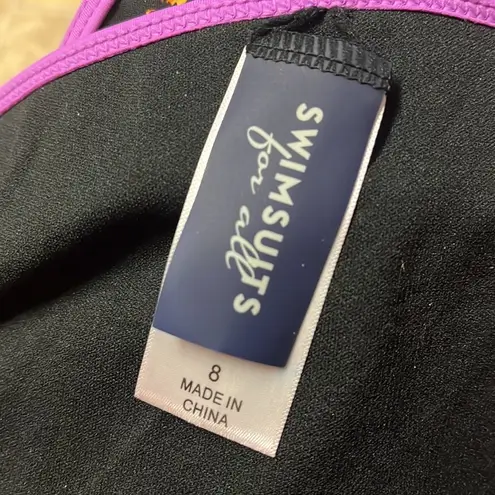 SWIMSUITS
for all
8
MADE IN
CHINA